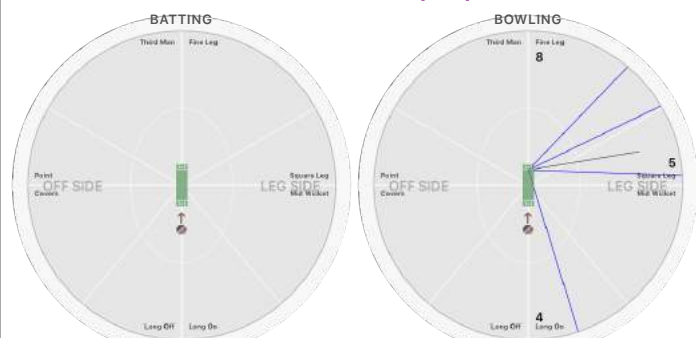 BATTING
Third Man Fine Leg
Point
OFF SIDE
Covers
Square Leg
LEG SIDE
Mid Wicket
Long Off Long On
BOWLING
Third Man Fine Leg
8
5
Point
OFF SIDE
Covers
Square Leg
LEG SIDE
Mid Wicket
4
Long Off Long On